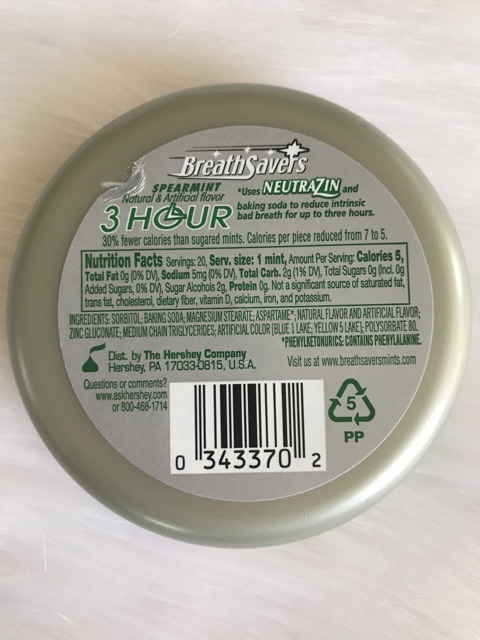 BreathSavers
SPEARMINT
Natural & Artificial flavor
3 HOUR
*Uses NEUTRAZIN and
baking soda to reduce intrinsic
bad breath for up to three hours.
30% fewer calories than sugared mints. Calories per piece reduced from 7 to 5.
Nutrition Facts Servings: 20, Serv. size: 1 mint, Amount Per Serving: Calories 5,
Total Fat 0g (0% DV), Sodium 5mg (0% DV), Total Carb. 2g (1% DV), Total Sugars 0g (Incl. 0g
Added Sugars, 0% DV), Sugar Alcohols 2g, Protein 0g. Not a significant source of saturated fat,
trans fat, cholesterol, dietary fiber, vitamin D, calcium, iron, and potassium.
INGREDIENTS: SORBITOL; BAKING SODA; MAGNESIUM STEARATE; ASPARTAME*; NATURAL FLAVOR AND ARTIFICIAL FLAVOR;
ZINC GLUCONATE; MEDIUM CHAIN TRIGLYCERIDES; ARTIFICIAL COLOR [BLUE 1 LAKE; YELLOW 5 LAKE]; POLYSORBATE 80.
*PHENYLKETONURICS: CONTAINS PHENYLALANINE.
Dist. by The Hershey Company
Hershey, PA 17033-0815, U.S.A.
Visit us at www.breathsaversmints.com
Questions or comments?
www.askhershey.com
or 800-468-1714
5
PP
0 343370 2